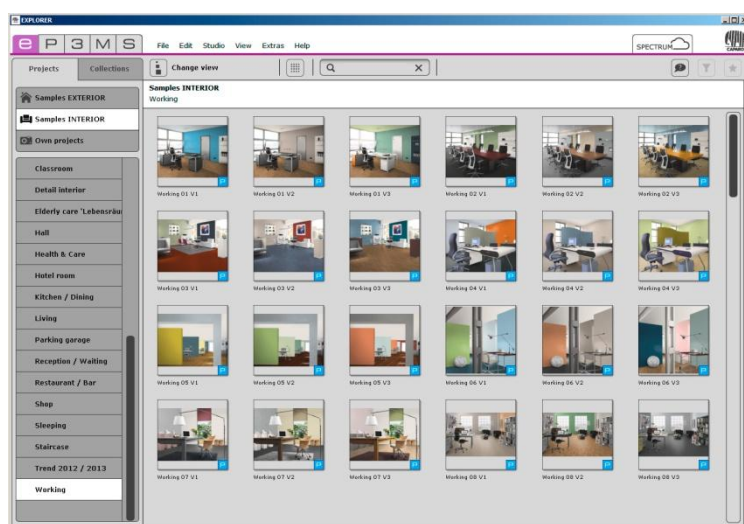 EXPLORER
e P 3 M S
File Edit Studio View Extras Help
SPECTRUM
CAPAROL
Projects Collections
Change view
X
Samples EXTERIOR
Samples INTERIOR
Own projects
Samples INTERIOR
Working
Classroom
Detail interior
Elderly care 'Lebensräu
Hall
Health & Care
Hotel room
Kitchen / Dining
Living
Parking garage
Reception / Waiting
Restaurant / Bar
Shop
Sleeping
Staircase
Trend 2012 / 2013
Working
Working 01 V1 Working 01 V2 Working 01 V3 Working 02 V1 Working 02 V2 Working 02 V3
Working 03 V1 Working 03 V2 Working 03 V3 Working 04 V1 Working 04 V2 Working 04 V3
Working 05 V1 Working 05 V2 Working 05 V3 Working 06 V1 Working 06 V2 Working 06 V3
Working 07 V1 Working 07 V2 Working 07 V3 Working 08 V1 Working 08 V2 Working 08 V3